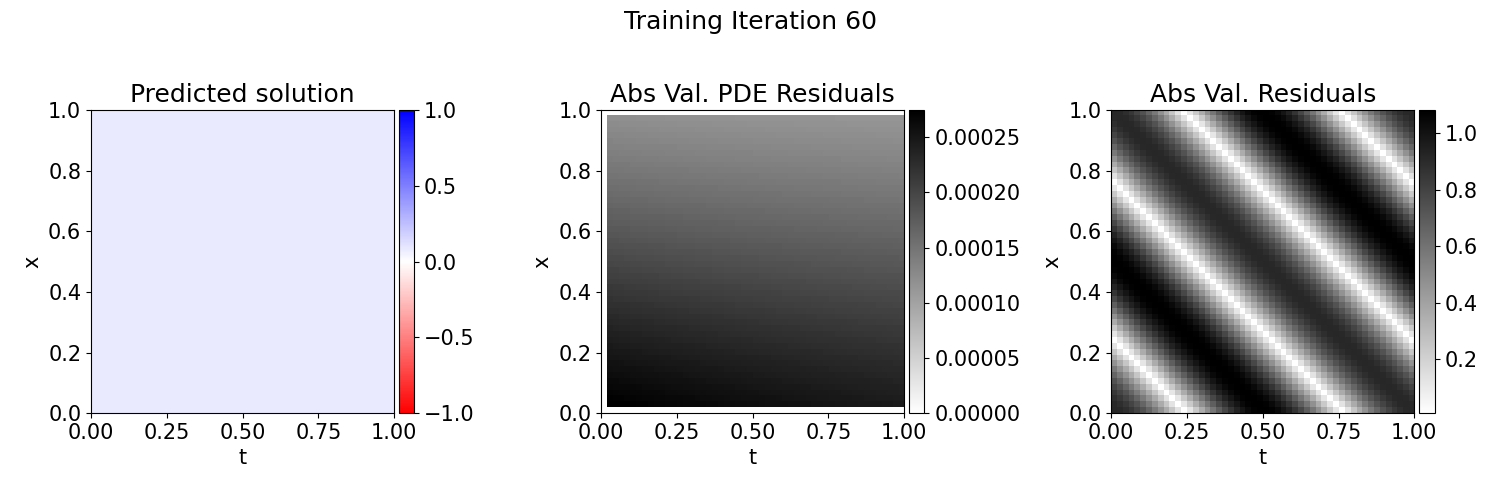 Training Iteration 60
Predicted solution
1.0
0.8
0.6
0.4
0.2
0.0
x
0.00 0.25 0.50 0.75 1.00
t
1.0
0.5
0.0
−0.5
−1.0
Abs Val. PDE Residuals
1.0
0.8
0.6
0.4
0.2
0.0
x
0.00 0.25 0.50 0.75 1.00
t
0.00025
0.00020
0.00015
0.00010
0.00005
0.00000
Abs Val. Residuals
1.0
0.8
0.6
0.4
0.2
0.0
x
0.00 0.25 0.50 0.75 1.00
t
1.0
0.8
0.6
0.4
0.2